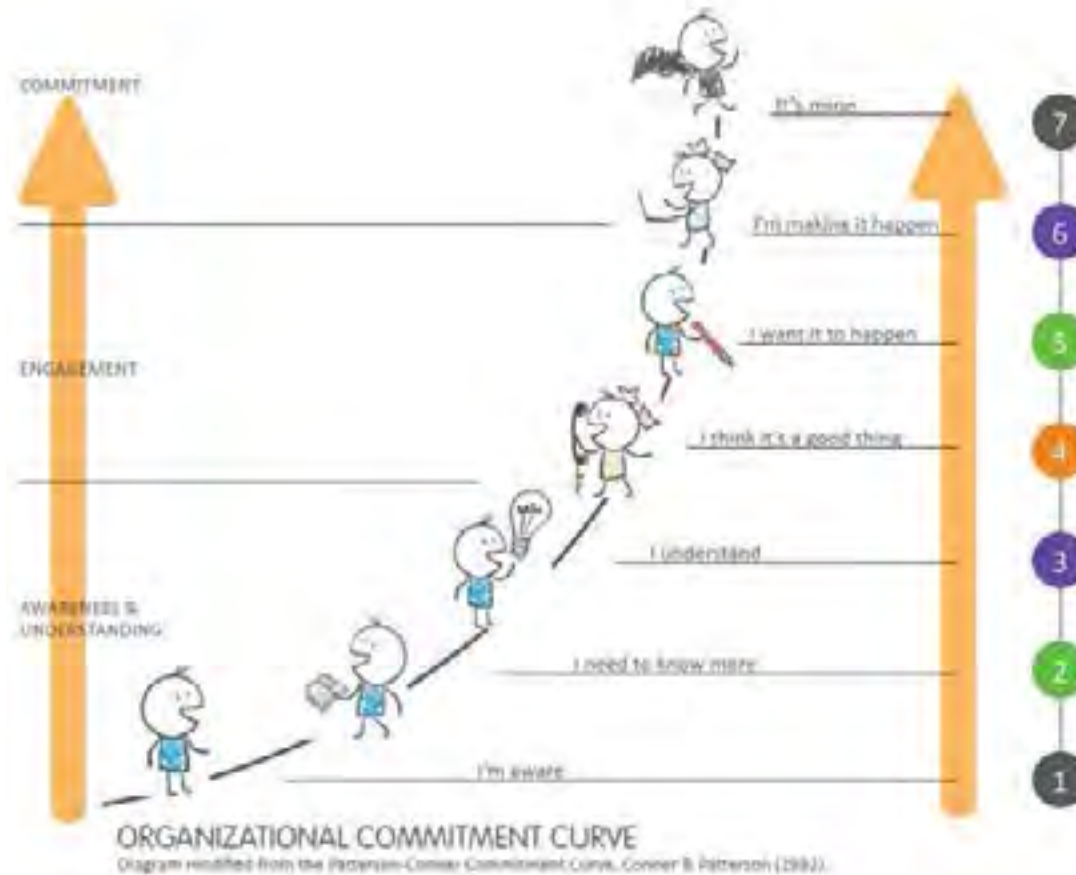 COMMITMENT
It's mine
7
I'm making it happen
6
I want it to happen
5
ENGAGEMENT
I think it's a good thing
4
I understand
3
AWARENESS &
UNDERSTANDING
I need to know more
2
I'm aware
1
ORGANIZATIONAL COMMITMENT CURVE
Diagram modified from the Patterson-Conner Commitment Curve, Conner & Patterson (1982).